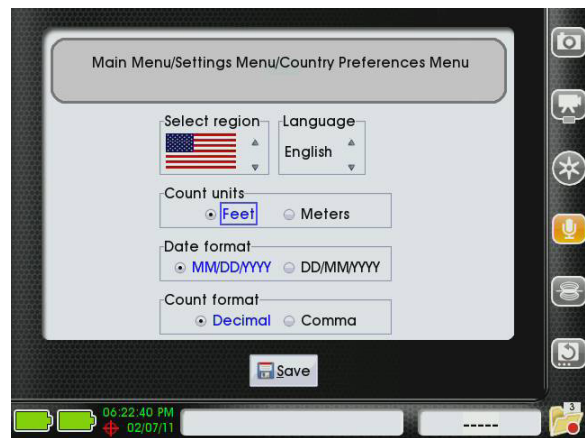 Main Menu/Settings Menu/Country Preferences Menu
Select region
Language
English
Count units
Feet
Meters
Date format
MM/DD/YYYY
DD/MM/YYYY
Count format
Decimal
Comma
Save
06:22:40 PM
02/07/11
-----
3